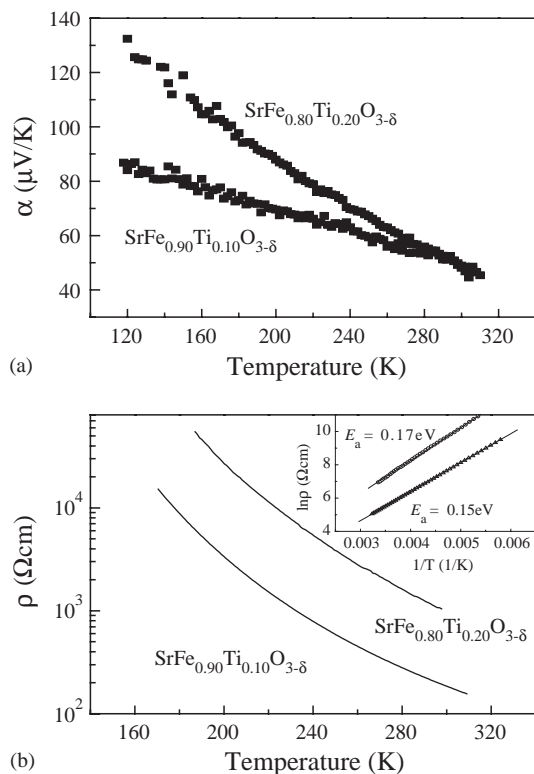 140
120
100
80
60
40
α (μV/K)
SrFe0.80Ti0.20O3-δ
SrFe0.90Ti0.10O3-δ
120 160 200 240 280 320
Temperature (K)
(a)
10^4
10^3
10^2
ρ (Ωcm)
10
8
6
4
lnρ (Ωcm)
Ea = 0.17eV
Ea = 0.15eV
0.003 0.004 0.005 0.006
1/T (1/K)
SrFe0.80Ti0.20O3-δ
SrFe0.90Ti0.10O3-δ
160 200 240 280 320
Temperature (K)
(b)